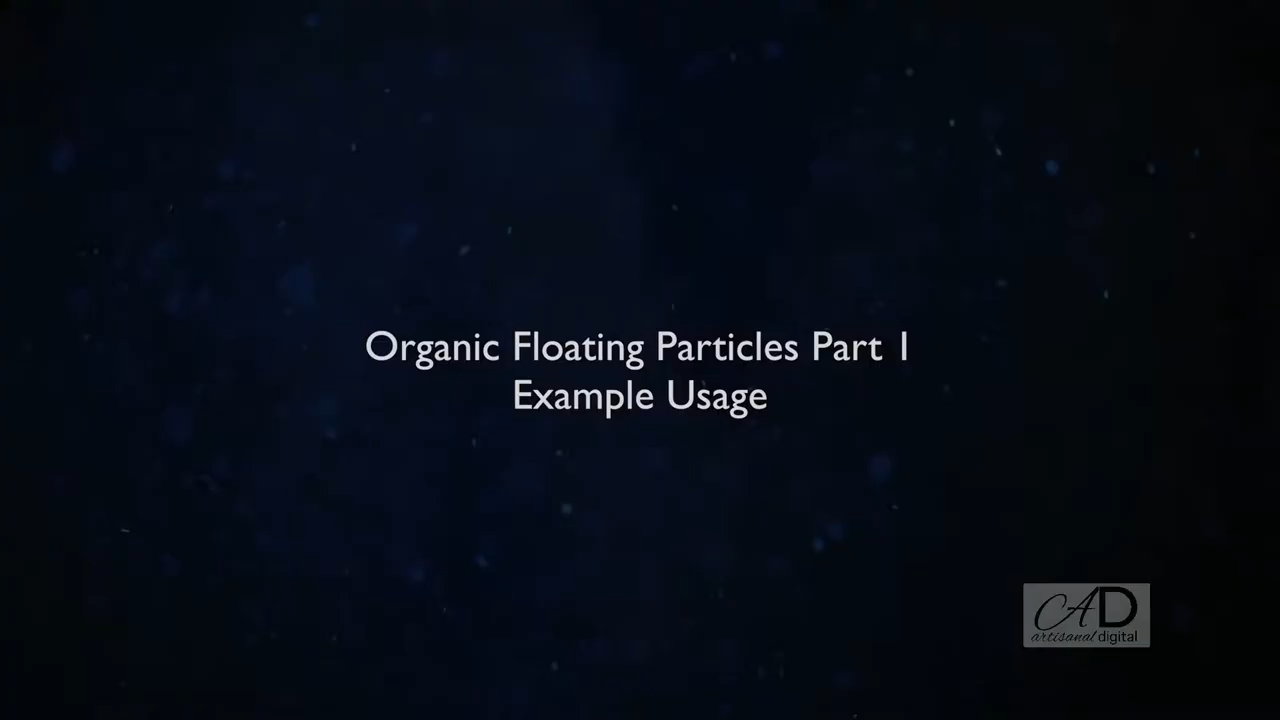 Organic Floating Particles Part 1
Example Usage
AD
artisanal digital